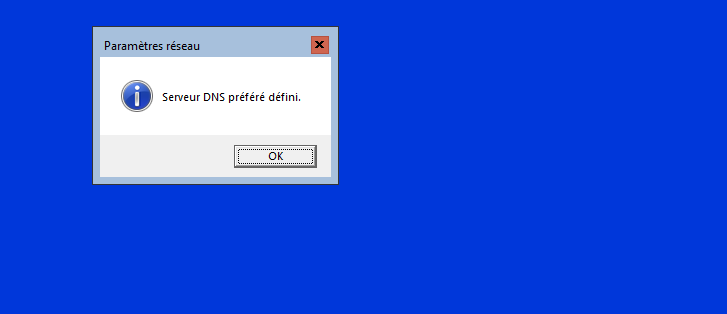 Paramètres réseau
Serveur DNS préféré défini.
OK